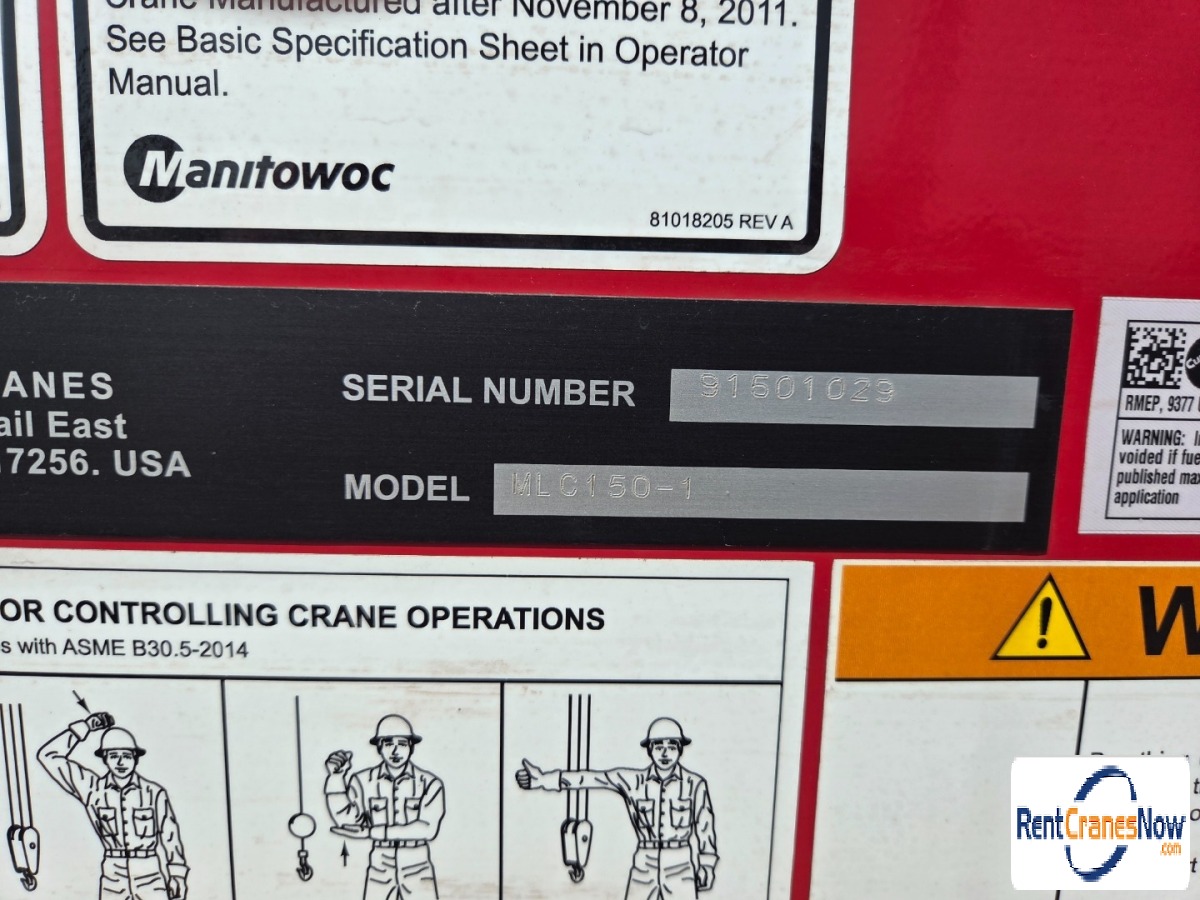 Crane Manufactured after November 8, 2011.
See Basic Specification Sheet in Operator
Manual.
Manitowoc
81018205 REV A
ANES
ail East
7256. USA
SERIAL NUMBER 91501029
MODEL MLC150-1
RMEP, 9377
WARNING:
voided if fue
published max
application
OR CONTROLLING CRANE OPERATIONS
s with ASME B30.5-2014
W
RentCranesNow
.com